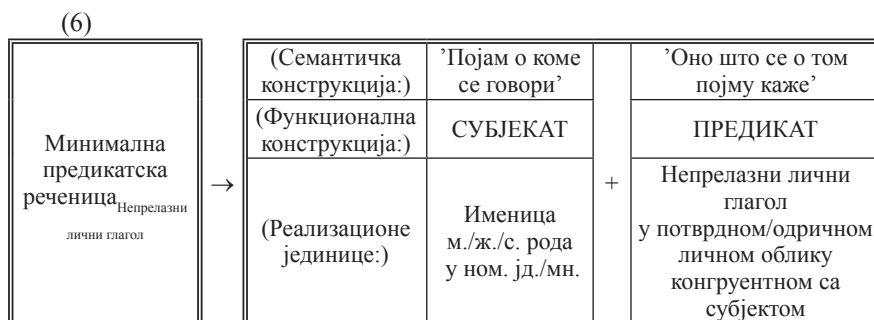 (6)
Минимална
предикатска
реченица Непрелазни
лични глагол
→
(Семантичка
конструкција:)
’Појам о коме
се говори’
’Оно што се о том
појму каже’
(Функционална
конструкција:)
СУБЈЕКАТ
+
ПРЕДИКАТ
(Реализационе
јединице:)
Именица
м./ж./с. рода
у ном. јд./мн.
Непрелазни лични
глагол
у потврдном/одричном
личном облику
конгруентном са
субјектом